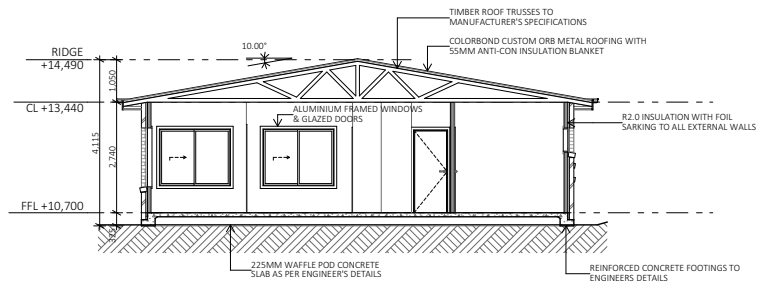 TIMBER ROOF TRUSSES TO
MANUFACTURER'S SPECIFICATIONS
COLORBOND CUSTOM ORB METAL ROOFING WITH
55MM ANTI-CON INSULATION BLANKET
10.00°
RIDGE
+14,490
1,050
CL +13,440
ALUMINIUM FRAMED WINDOWS
& GLAZED DOORS
R2.0 INSULATION WITH FOIL
SARKING TO ALL EXTERNAL WALLS
4,115
2,740
FFL +10,700
225MM WAFFLE POD CONCRETE
SLAB AS PER ENGINEER'S DETAILS
REINFORCED CONCRETE FOOTINGS TO
ENGINEERS DETAILS